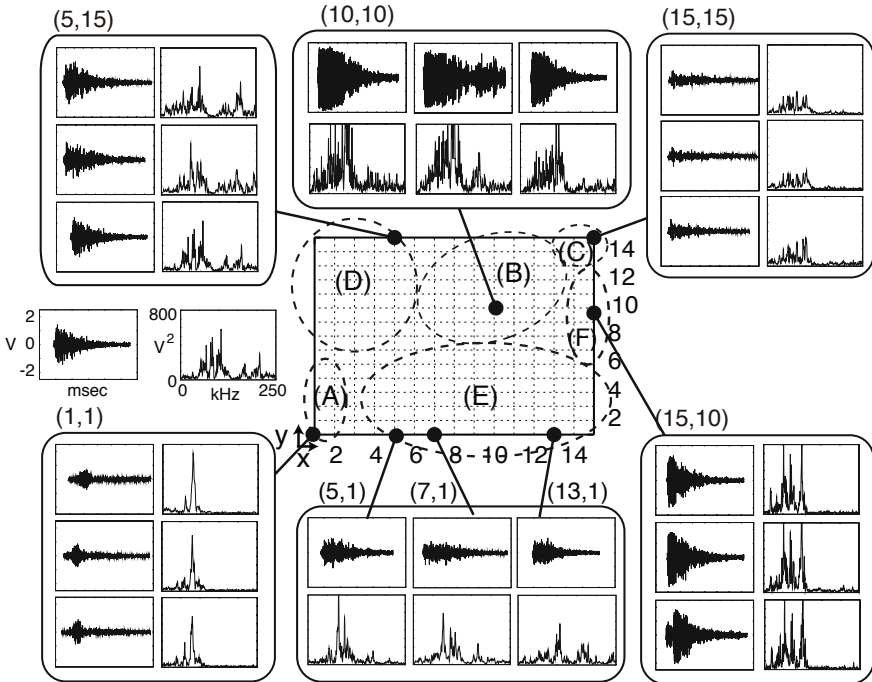 (5,15)
(10,10)
(15,15)
(D)
(B)
(C)
(F)
(A)
(E)
14
12
10
8
6
4
2
2
0
-2
V
msec
800
V2
0
0
kHz
250
(1,1)
y
x
2 4 6 8 10 12 14
(5,1)
(7,1)
(13,1)
(15,10)